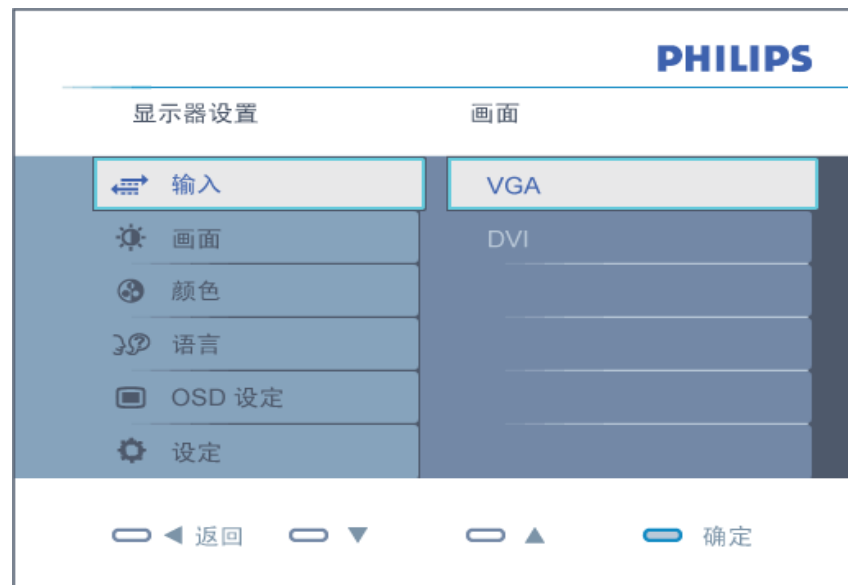 PHILIPS
显示器设置 画面
输入 VGA
画面 DVI
颜色
语言
OSD 设定
设定
返回 确定